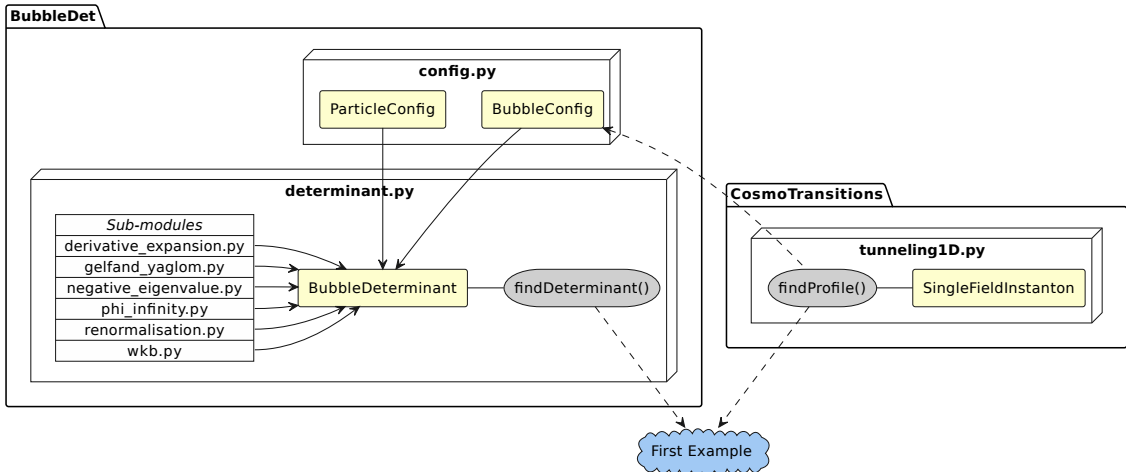 BubbleDet
config.py
ParticleConfig
BubbleConfig
determinant.py
Sub-modules
derivative_expansion.py
gelfand_yaglom.py
negative_eigenvalue.py
phi_infinity.py
renormalisation.py
wkb.py
BubbleDeterminant
findDeterminant()
CosmoTransitions
tunneling1D.py
findProfile()
SingleFieldInstanton
First Example